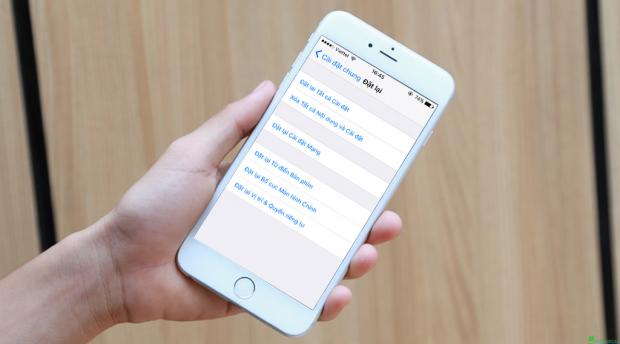 Viettel
16:45
74%
Cài đặt chung
Đặt lại
Đặt lại Tất cả Cài đặt
Xóa Tất cả Nội dung và Cài đặt
Đặt lại Cài đặt Mạng
Đặt lại Từ điển Bàn phím
Đặt lại Bố cục Màn hình Chính
Đặt lại Vị trí & Quyền riêng tư